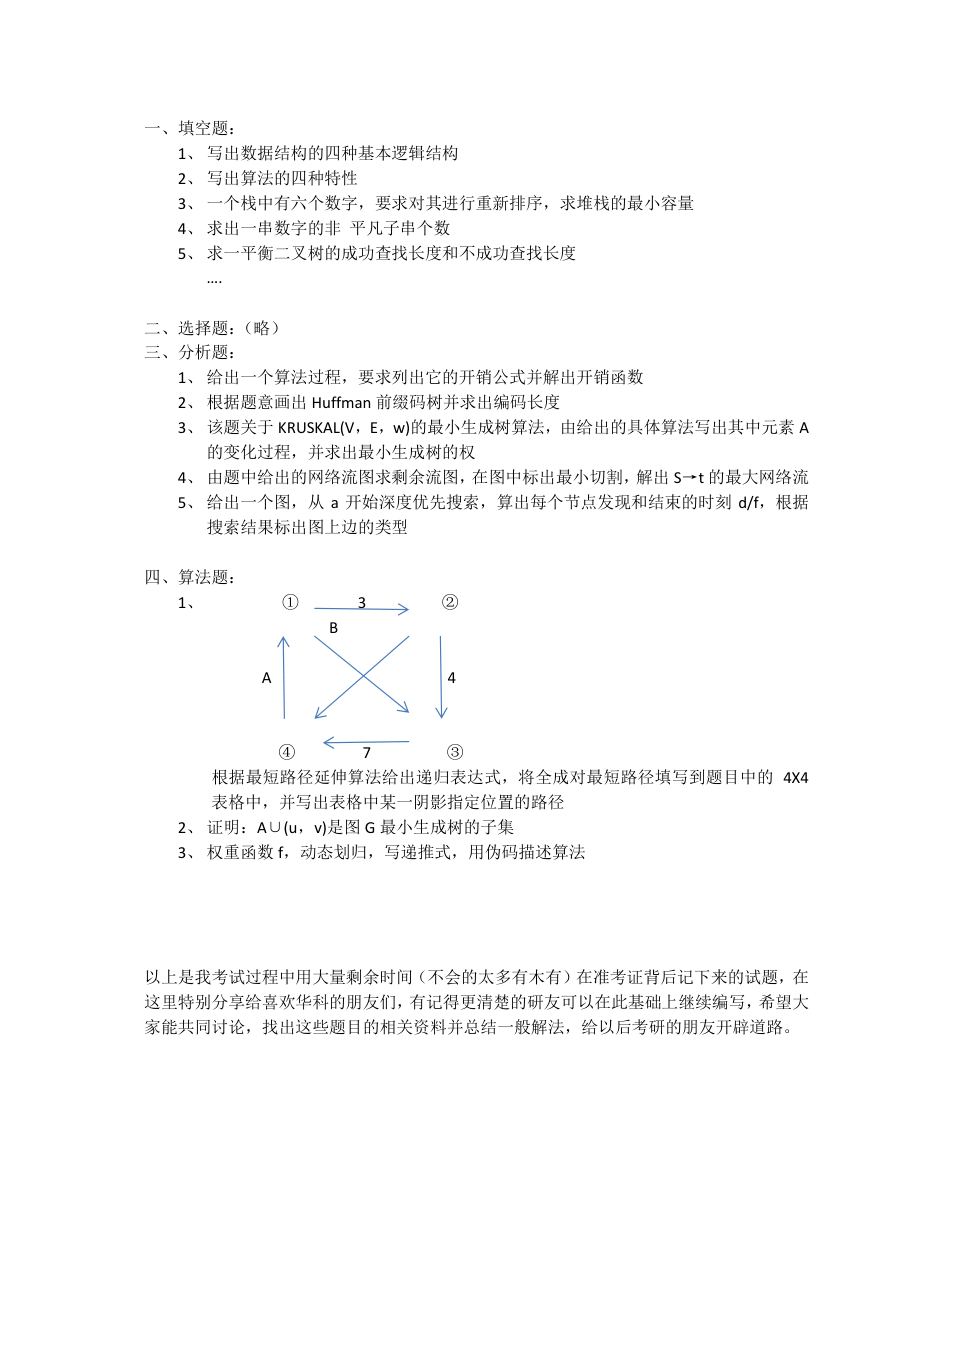 一、填空题：
1、 写出数据结构的四种基本逻辑结构
2、 写出算法的四种特性
3、 一个栈中有六个数字，要求对其进行重新排序，求堆栈的最小容量
4、 求出一串数字的非 平凡子串个数
5、 求一平衡二叉树的成功查找长度和不成功查找长度
....
二、选择题：（略）
三、分析题：
1、 给出一个算法过程，要求列出它的开销公式并解出开销函数
2、 根据题意画出 Huffman 前缀码树并求出编码长度
3、 该题关于 KRUSKAL(V，E，w)的最小生成树算法，由给出的具体算法写出其中元素 A
的变化过程，并求出最小生成树的权
4、 由题中给出的网络流图求剩余流图，在图中标出最小切割，解出 S→t 的最大网络流
5、 给出一个图，从 a 开始深度优先搜索，算出每个节点发现和结束的时刻 d/f，根据
搜索结果标出图上边的类型
四、算法题：
1、 ① 3 ②
B
A 4
④ 7 ③
根据最短路径延伸算法给出递归表达式，将全成对最短路径填写到题目中的 4X4
表格中，并写出表格中某一阴影指定位置的路径
2、 证明：A∪(u，v)是图 G 最小生成树的子集
3、 权重函数 f，动态划归，写递推式，用伪码描述算法
以上是我考试过程中用大量剩余时间（不会的太多有木有）在准考证背后记下来的试题，在
这里特别分享给喜欢华科的朋友们，有记得更清楚的研友可以在此基础上继续编写，希望大
家能共同讨论，找出这些题目的相关资料并总结一般解法，给以后考研的朋友开辟道路。